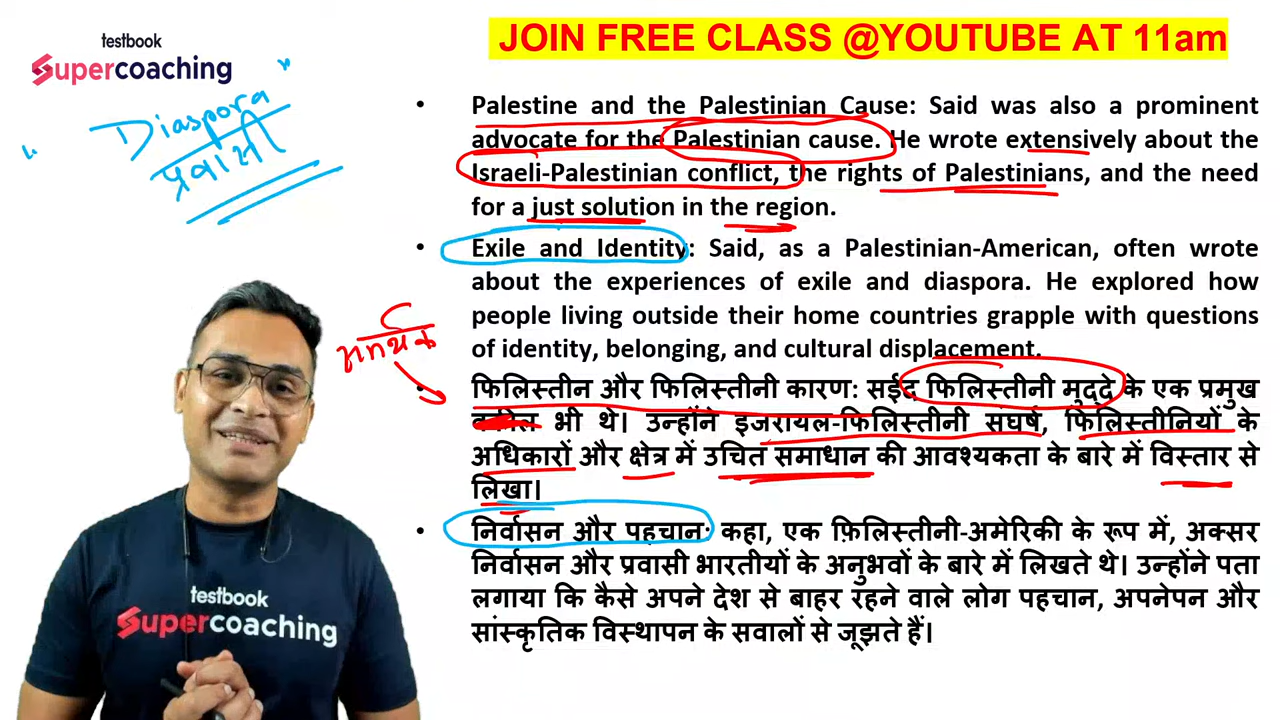 testbook
Supercoaching
Diaspora
प्रवासी
JOIN FREE CLASS @YOUTUBE AT 11am
• Palestine and the Palestinian Cause: Said was also a prominent
advocate for the Palestinian cause. He wrote extensively about the
Israeli-Palestinian conflict, the rights of Palestinians, and the need
for a just solution in the region.
• Exile and Identity: Said, as a Palestinian-American, often wrote
about the experiences of exile and diaspora. He explored how
people living outside their home countries grapple with questions
of identity, belonging, and cultural displacement.
• फिलिस्तीन और फिलिस्तीनी कारण: सईद फिलिस्तीनी मुद्दे के एक प्रमुख
भी थे। उन्होंने इजरायल-फिलिस्तीनी संघर्ष, फिलिस्तीनियों के
अधिकारों और क्षेत्र में उचित समाधान की आवश्यकता के बारे में विस्तार से
लिखा।
• निर्वासन और पहचान: कहा, एक फ़िलिस्तीनी-अमेरिकी के रूप में, अक्सर
निर्वासन और प्रवासी भारतीयों के अनुभवों के बारे में लिखते थे। उन्होंने पता
लगाया कि कैसे अपने देश से बाहर रहने वाले लोग पहचान, अपनेपन और
सांस्कृतिक विस्थापन के सवालों से जूझते हैं।
testbook
Supercoaching